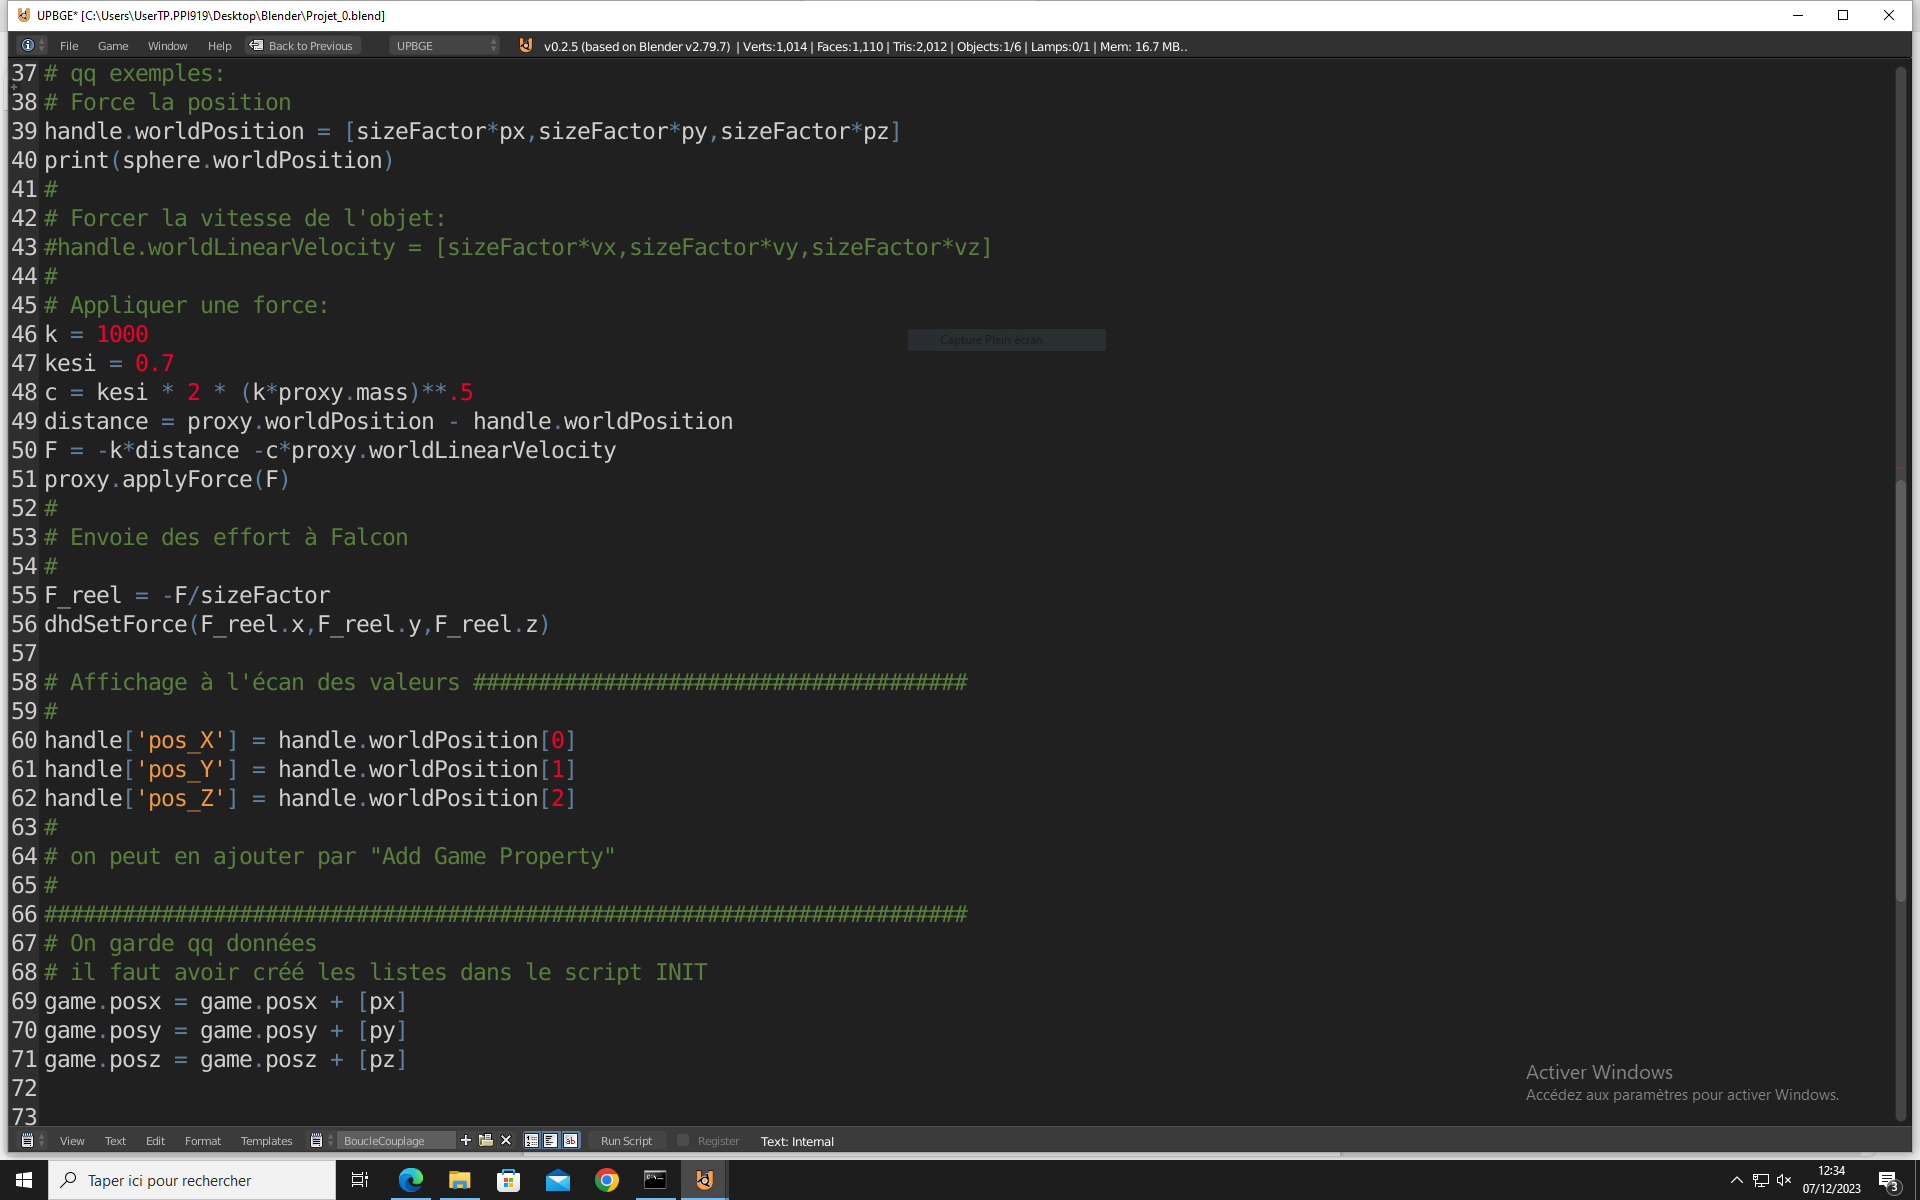 UPBGE* [C:\Users\UserTP.PPI919\Desktop\Blender\Projet_0.blend]
File Game Window Help Back to Previous UPBGE v0.2.5 (based on Blender v2.79.7) | Verts:1,014 | Faces:1,110 | Tris:2,012 | Objects:1/6 | Lamps:0/1 | Mem: 16.7 MB..
37 # qq exemples:
38 # Force la position
39 handle.worldPosition = [sizeFactor*px,sizeFactor*py,sizeFactor*pz]
40 print(sphere.worldPosition)
41 #
42 # Forcer la vitesse de l'objet:
43 #handle.worldLinearVelocity = [sizeFactor*vx,sizeFactor*vy,sizeFactor*vz]
44 #
45 # Appliquer une force:
46 k = 1000
Capture Plein écran
47 kesi = 0.7
48 c = kesi * 2 * (k*proxy.mass)**.5
49 distance = proxy.worldPosition - handle.worldPosition
50 F = -k*distance -c*proxy.worldLinearVelocity
51 proxy.applyForce(F)
52 #
53 # Envoie des effort à Falcon
54 #
55 F_reel = -F/sizeFactor
56 dhdSetForce(F_reel.x,F_reel.y,F_reel.z)
57
58 # Affichage à l'écan des valeurs ######################################
59 #
60 handle['pos_X'] = handle.worldPosition[0]
61 handle['pos_Y'] = handle.worldPosition[1]
62 handle['pos_Z'] = handle.worldPosition[2]
63 #
64 # on peut en ajouter par "Add Game Property"
65 #
66 #######################################################################
67 # On garde qq données
68 # il faut avoir créé les listes dans le script INIT
69 game.posx = game.posx + [px]
70 game.posy = game.posy + [py]
71 game.posz = game.posz + [pz]
72
73
Activer Windows
Accédez aux paramètres pour activer Windows.
View Text Edit Format Templates BoucleCouplage Run Script Register Text: Internal
Taper ici pour rechercher
12:34
07/12/2023
3